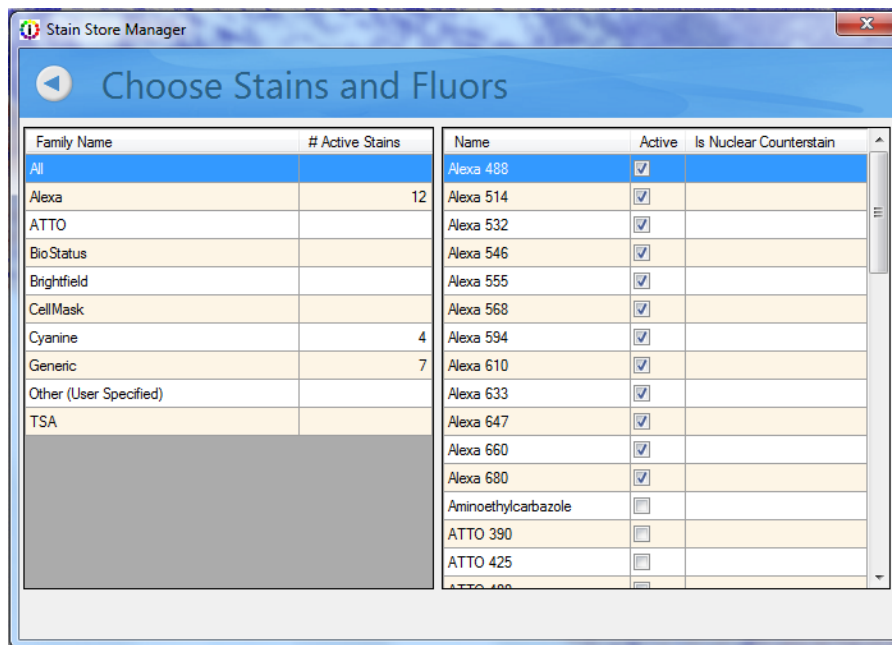 Stain Store Manager
Choose Stains and Fluors
Family Name # Active Stains
All
Alexa 12
ATTO
BioStatus
Brightfield
CellMask
Cyanine 4
Generic 7
Other (User Specified)
TSA
Name Active Is Nuclear Counterstain
Alexa 488
Alexa 514
Alexa 532
Alexa 546
Alexa 555
Alexa 568
Alexa 594
Alexa 610
Alexa 633
Alexa 647
Alexa 660
Alexa 680
Aminoethylcarbazole
ATTO 390
ATTO 425